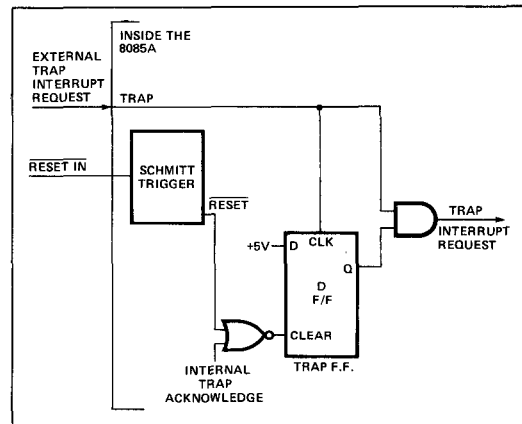 INSIDE THE
8085A
EXTERNAL
TRAP
INTERRUPT
REQUEST
TRAP
RESET IN
SCHMITT
TRIGGER
RESET
TRAP
INTERRUPT
REQUEST
+5V
D
CLK
Q
D
F/F
CLEAR
INTERNAL
TRAP
ACKNOWLEDGE
TRAP F.F.